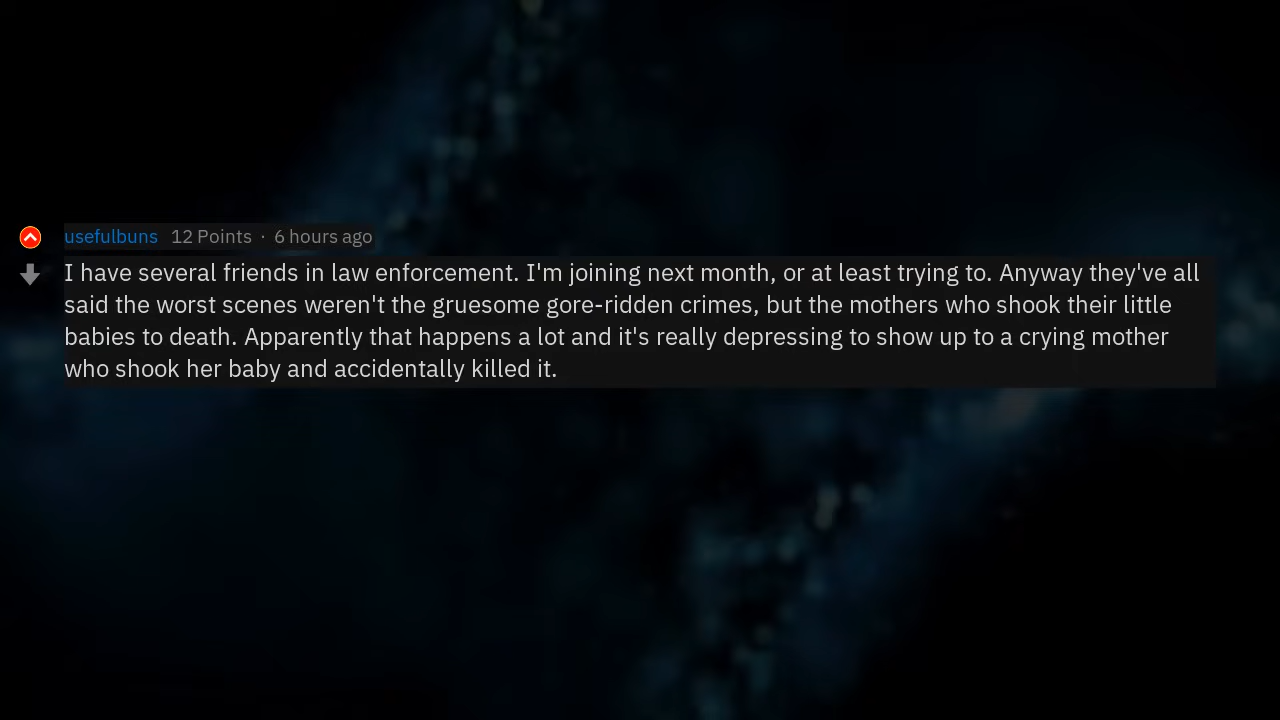 usefulbuns 12 Points · 6 hours ago
I have several friends in law enforcement. I'm joining next month, or at least trying to. Anyway they've all
said the worst scenes weren't the gruesome gore-ridden crimes, but the mothers who shook their little
babies to death. Apparently that happens a lot and it's really depressing to show up to a crying mother
who shook her baby and accidentally killed it.